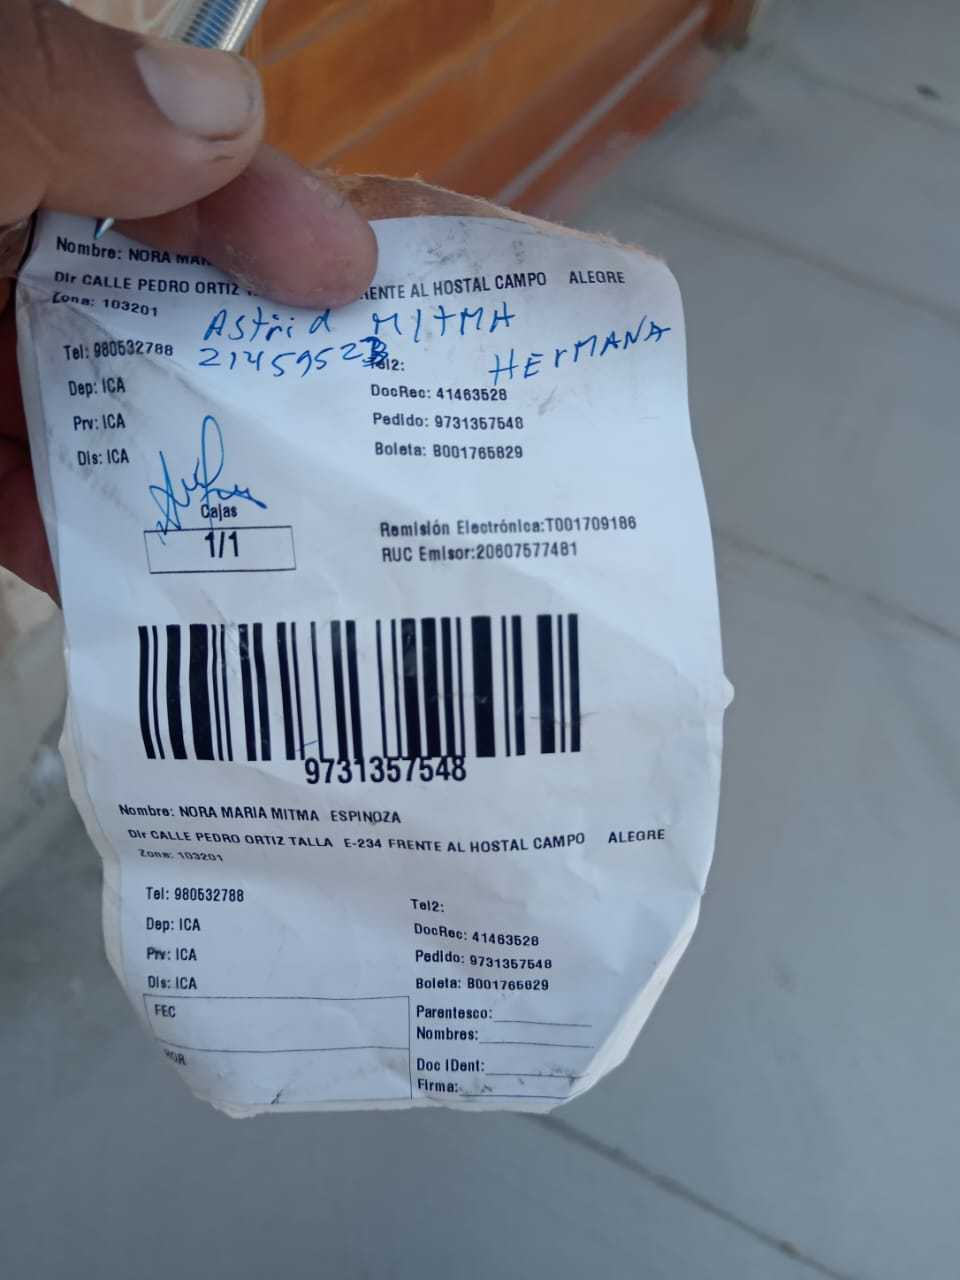 Nombre: NORA MAR
Dir CALLE PEDRO ORTIZ FRENTE AL HOSTAL CAMPO ALEGRE
Zona: 103201
Astrid MITMA
Tel: 980532788 21459523 Tel2: HErMANA
Dep: ICA DocRec: 41463528
Prv: ICA Pedido: 9731357548
Dis: ICA Boleta: B001765829
Cajas
1/1
Remisión Electrónica:T001709186
RUC Emisor:20607577481
9731357548
Nombre: NORA MARIA MITMA ESPINOZA
Dir CALLE PEDRO ORTIZ TALLA E-234 FRENTE AL HOSTAL CAMPO ALEGRE
Zona: 103201
Tel: 980532788 Tel2:
Dep: ICA DocRec: 41463528
Prv: ICA Pedido: 9731357548
Dis: ICA Boleta: B001765829
FEC Parentesco:
Nombres:
HOR Doc IDent:
Firma: